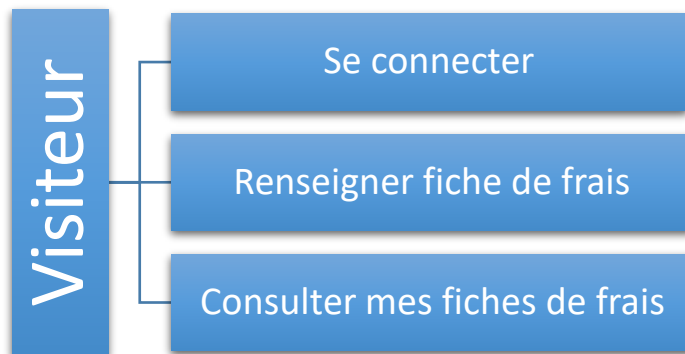 Visiteur
Se connecter
Renseigner fiche de frais
Consulter mes fiches de frais